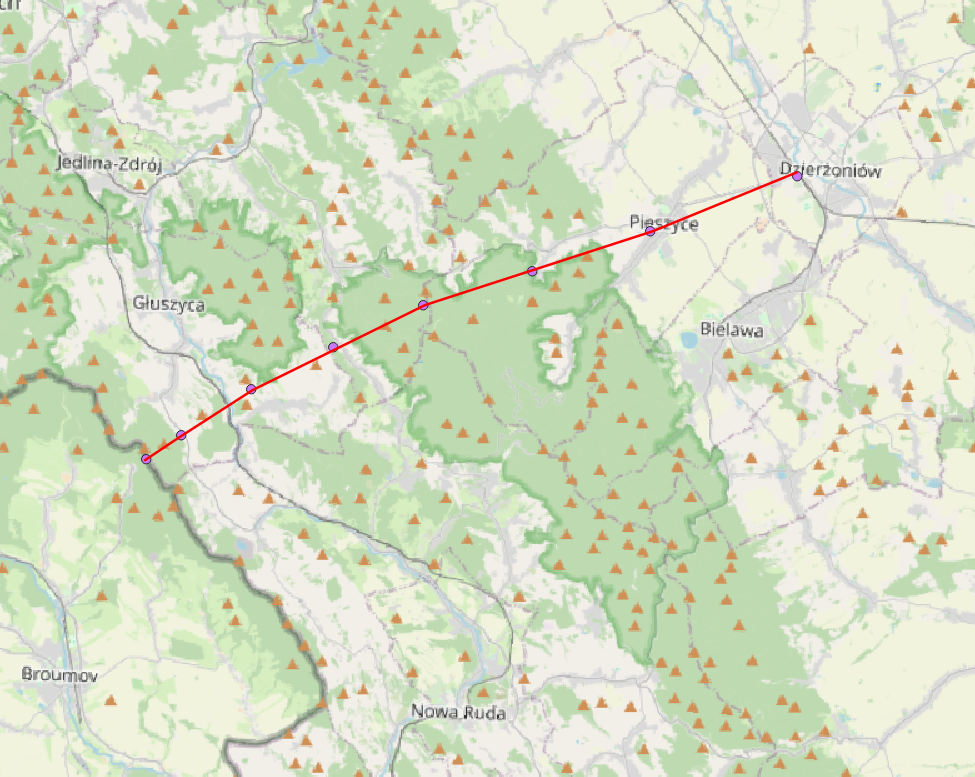 Jedlina-Zdrój
Dzierżoniów
Pieszyce
Głuszyca
Bielawa
Broumov
Nowa Ruda